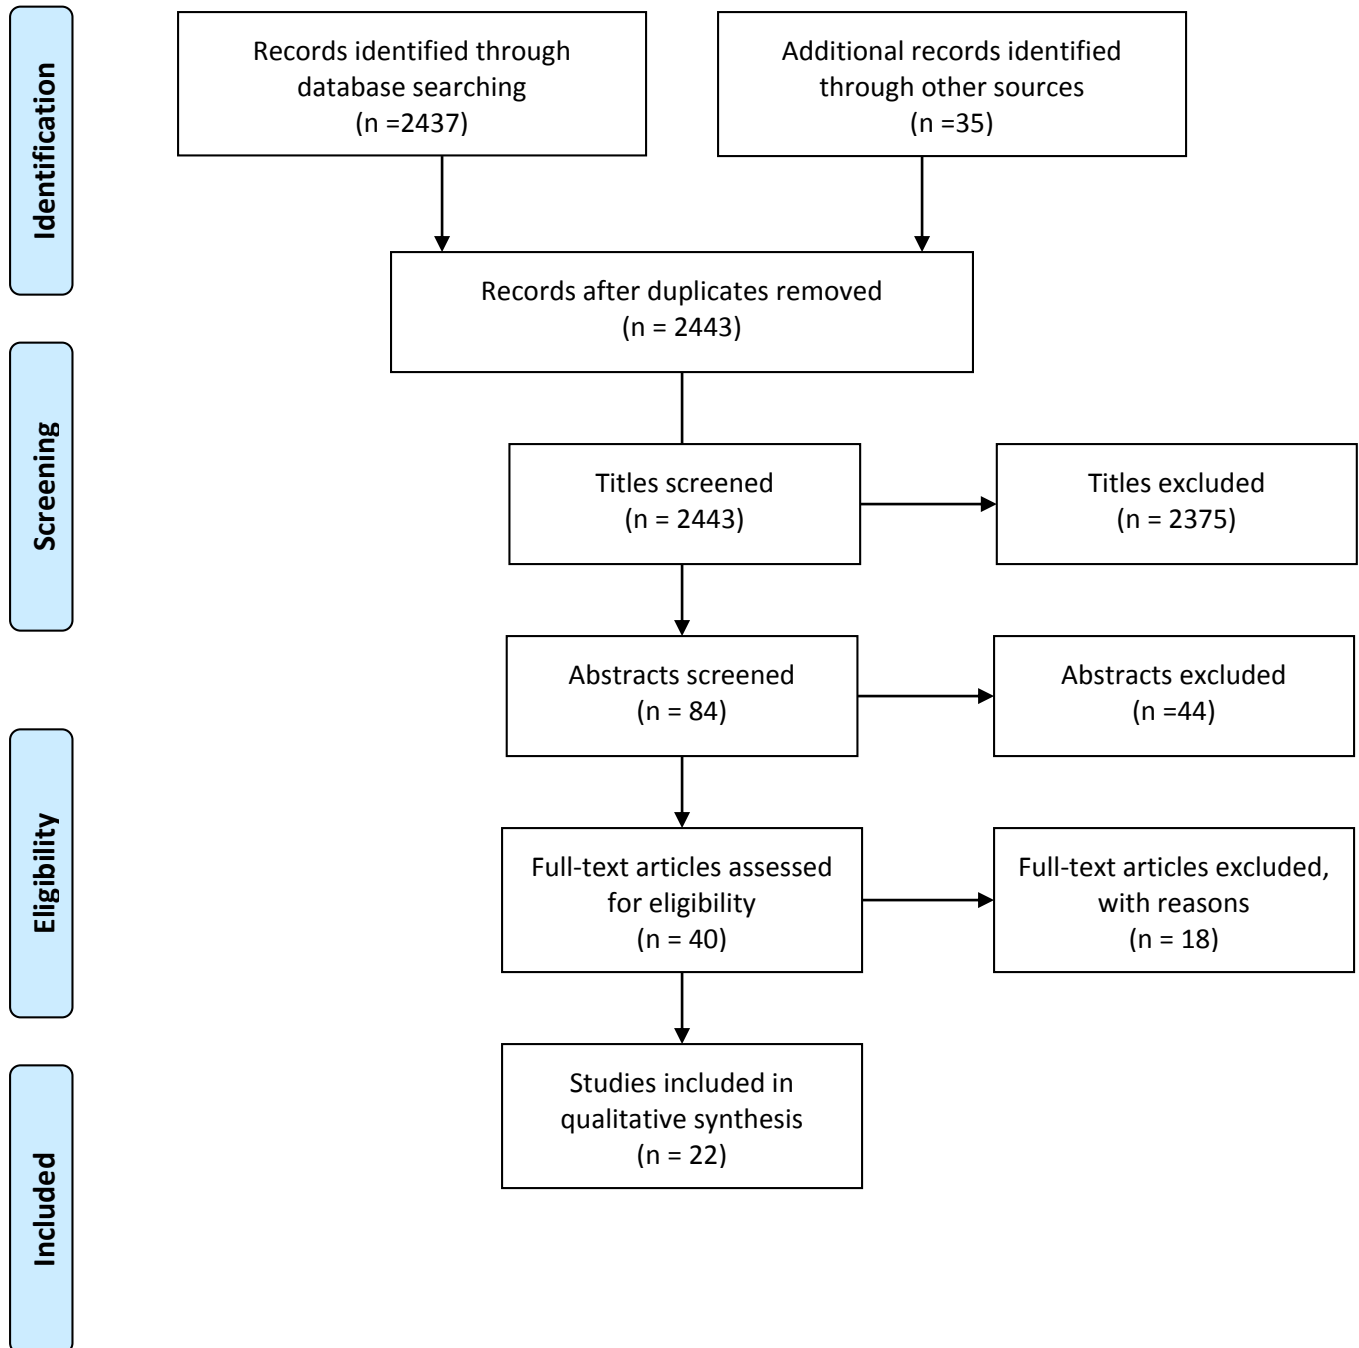 Identification
Records identified through
database searching
(n =2437)
Additional records identified
through other sources
(n =35)
Records after duplicates removed
(n = 2443)
Screening
Titles screened
(n = 2443)
Titles excluded
(n = 2375)
Abstracts screened
(n = 84)
Abstracts excluded
(n =44)
Eligibility
Full-text articles assessed
for eligibility
(n = 40)
Full-text articles excluded,
with reasons
(n = 18)
Included
Studies included in
qualitative synthesis
(n = 22)